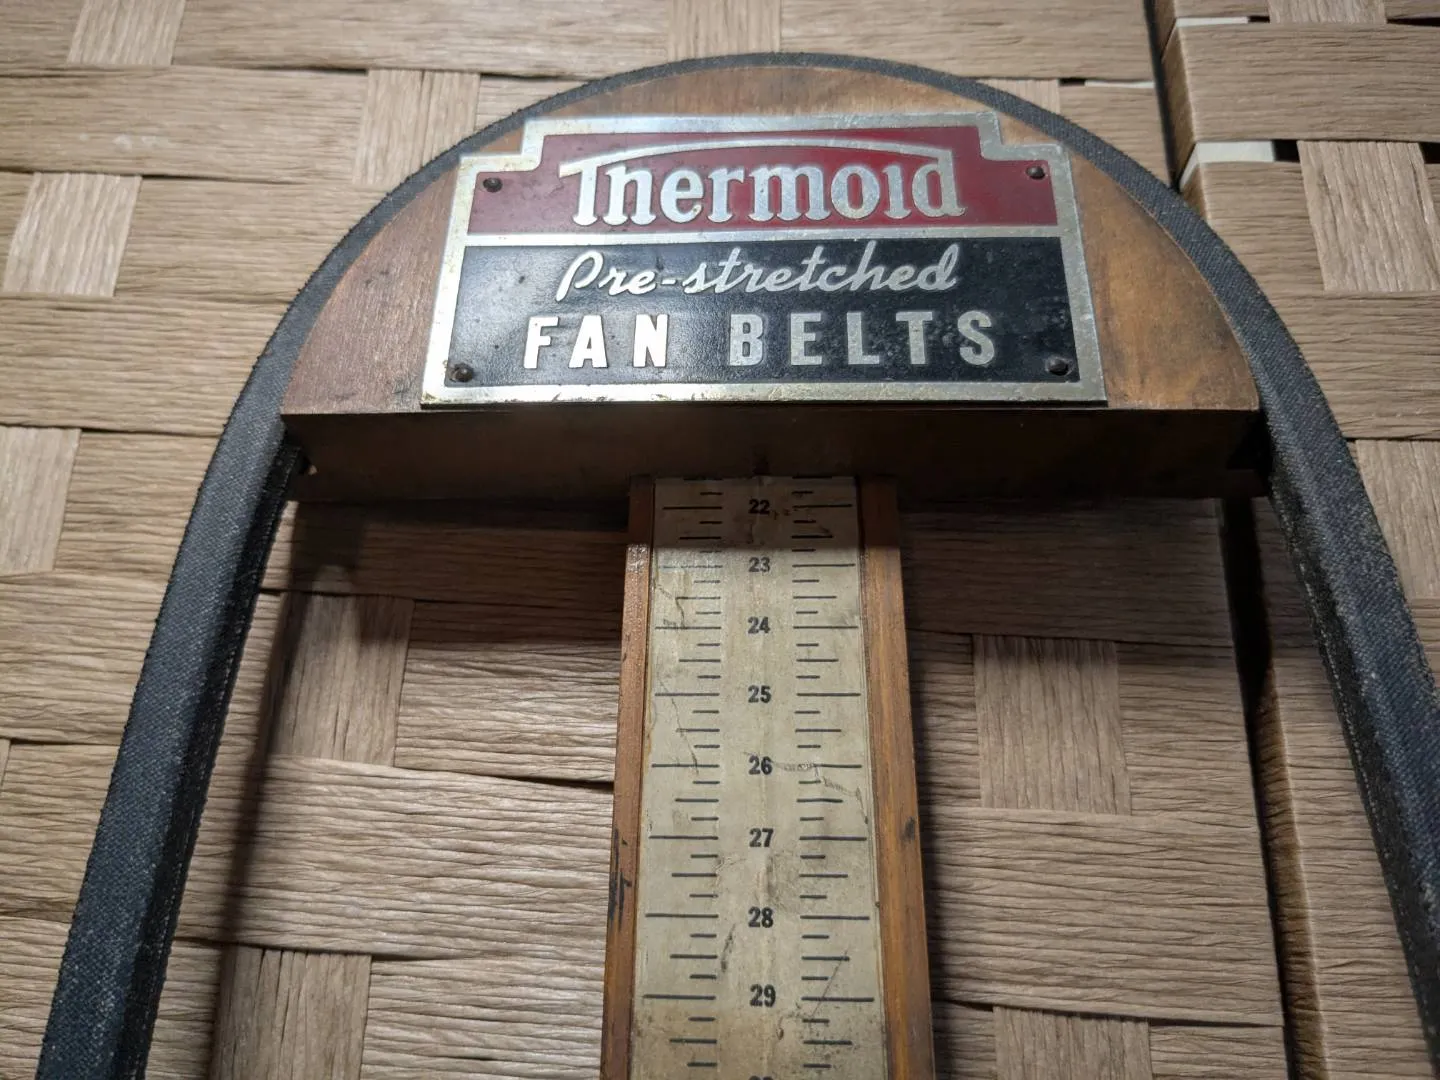 Thermoid
Pre-stretched
FAN BELTS
22
23
24
25
26
27
28
29